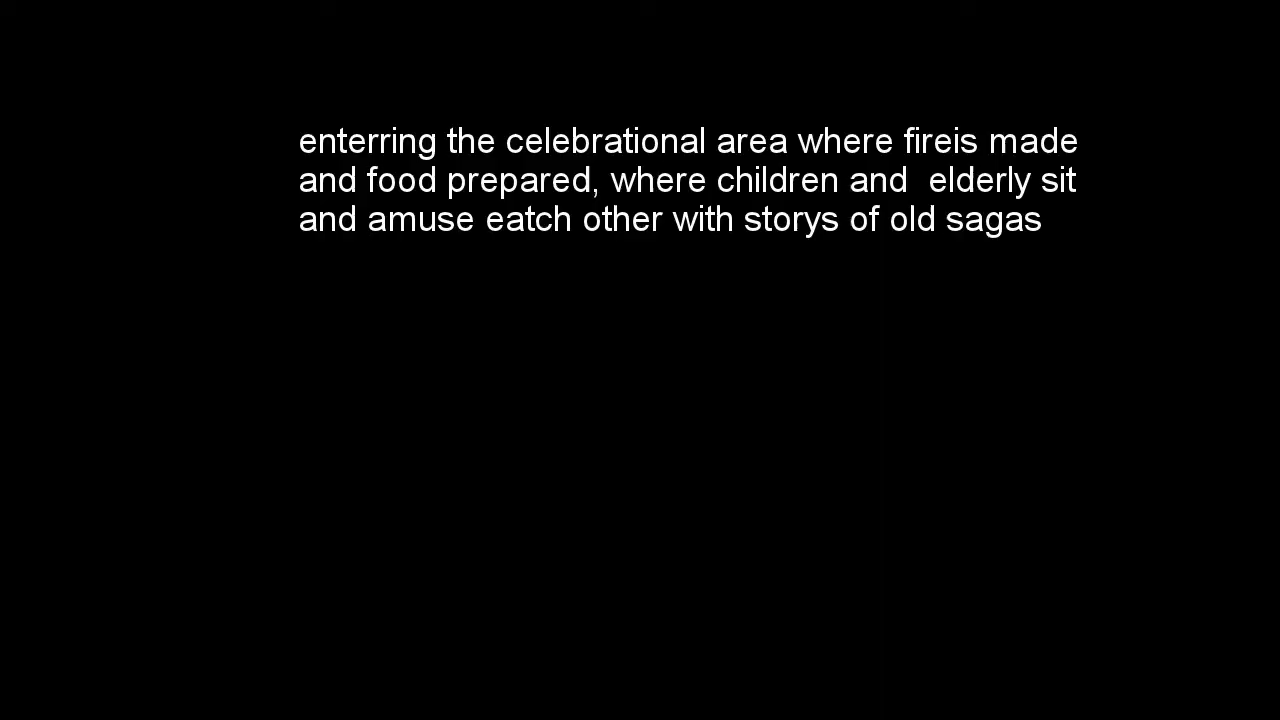 enterring the celebrational area where fireis made
and food prepared, where children and  elderly sit
and amuse eatch other with storys of old sagas